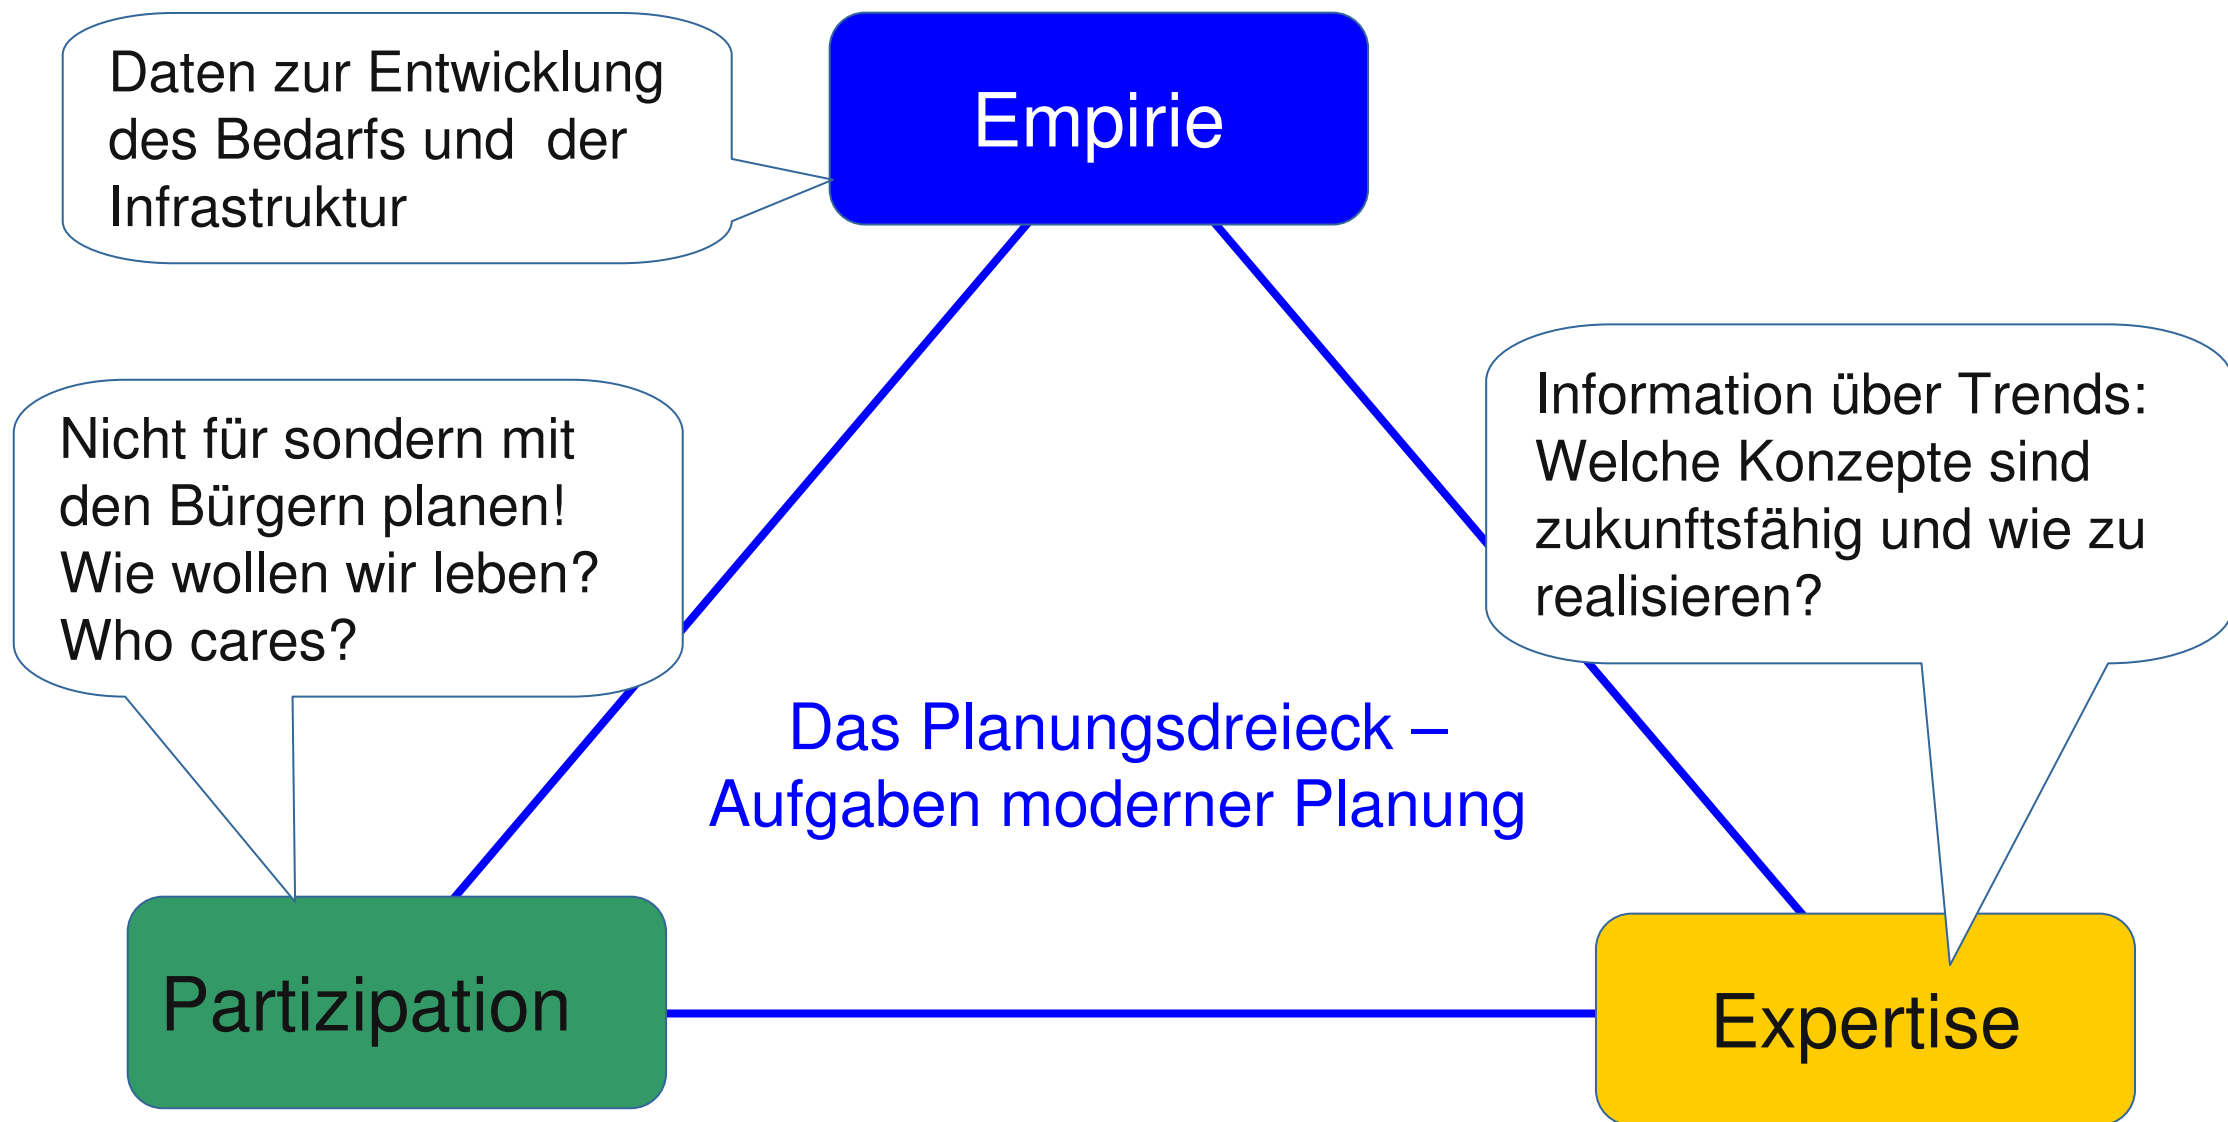 Daten zur Entwicklung
des Bedarfs und  der
Infrastruktur
Empirie
Nicht für sondern mit
den Bürgern planen!
Wie wollen wir leben?
Who cares?
Information über Trends:
Welche Konzepte sind
zukunftsfähig und wie zu
realisieren?
Das Planungsdreieck –
Aufgaben moderner Planung
Partizipation
Expertise